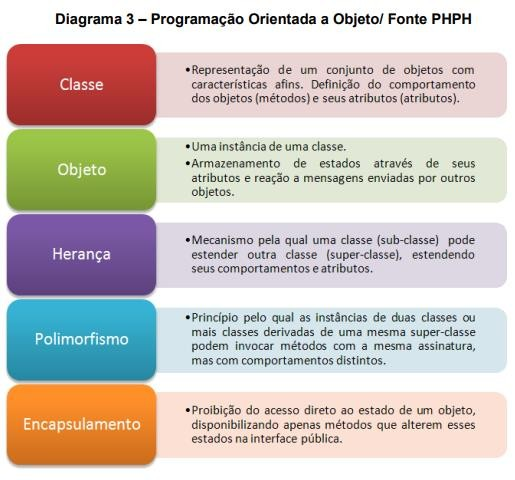 Diagrama 3 – Programação Orientada a Objeto/ Fonte PHPH
Classe
•Representação de um conjunto de objetos com
características afins. Definição do comportamento
dos objetos (métodos) e seus atributos (atributos).
Objeto
•Uma instância de uma classe.
•Armazenamento de estados através de seus
atributos e reação a mensagens enviadas por outros
objetos.
Herança
•Mecanismo pela qual uma classe (sub-classe) pode
estender outra classe (super-classe), estendendo
seus comportamentos e atributos.
Polimorfismo
•Princípio pelo qual as instâncias de duas classes ou
mais classes derivadas de uma mesma super-classe
podem invocar métodos com a mesma assinatura,
mas com comportamentos distintos.
Encapsulamento
•Proibição do acesso direto ao estado de um objeto,
disponibilizando apenas métodos que alterem esses
estados na interface pública.